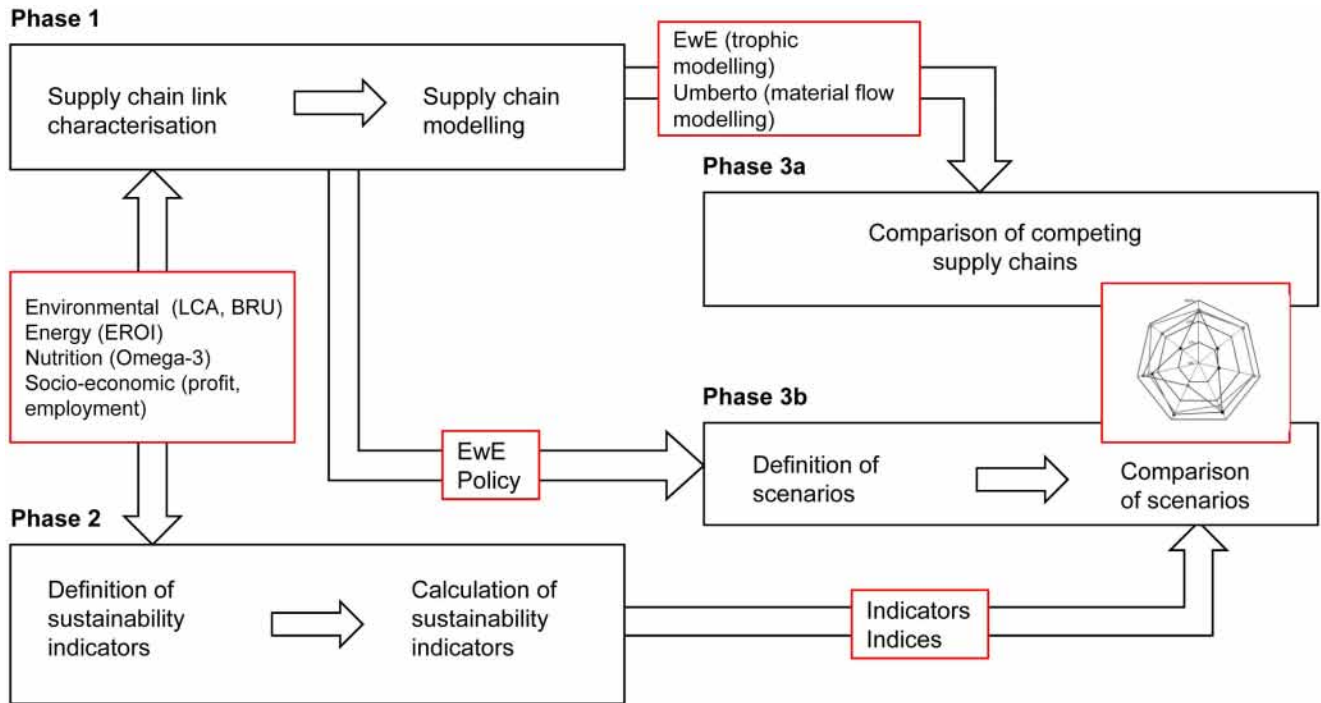 Phase 1
Supply chain link
characterisation
Supply chain
modelling
EwE (trophic
modelling)
Umberto (material flow
modelling)
Phase 3a
Comparison of competing
supply chains
Environmental (LCA, BRU)
Energy (EROI)
Nutrition (Omega-3)
Socio-economic (profit,
employment)
Phase 3b
EwE
Policy
Definition of
scenarios
Comparison
of scenarios
Phase 2
Definition of
sustainability
indicators
Calculation of
sustainability
indicators
Indicators
Indices